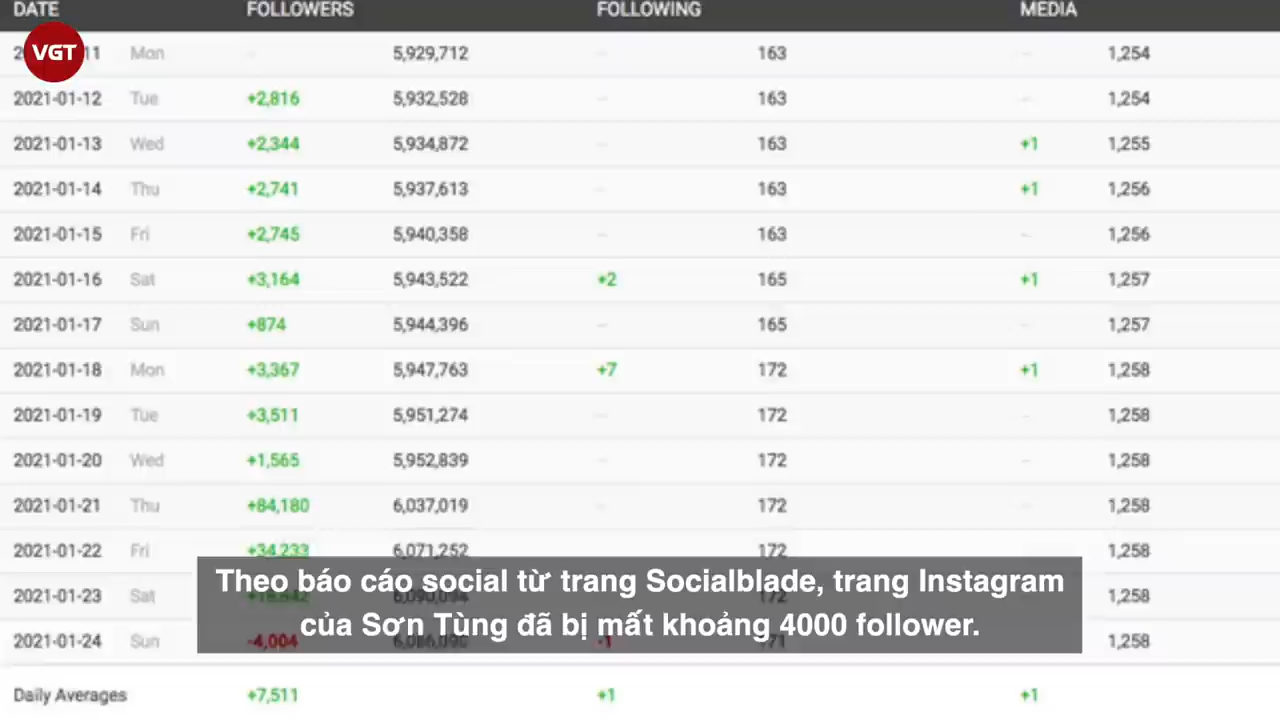 DATE FOLLOWERS FOLLOWING MEDIA
VGT
11 Mon -- 5,929,712 -- 163 -- 1,254
2021-01-12 Tue +2,816 5,932,528 -- 163 -- 1,254
2021-01-13 Wed +2,344 5,934,872 -- 163 +1 1,255
2021-01-14 Thu +2,741 5,937,613 -- 163 +1 1,256
2021-01-15 Fri +2,745 5,940,358 -- 163 -- 1,256
2021-01-16 Sat +3,164 5,943,522 +2 165 +1 1,257
2021-01-17 Sun +874 5,944,396 -- 165 -- 1,257
2021-01-18 Mon +3,367 5,947,763 +7 172 +1 1,258
2021-01-19 Tue +3,511 5,951,274 -- 172 -- 1,258
2021-01-20 Wed +1,565 5,952,839 -- 172 -- 1,258
2021-01-21 Thu +84,180 6,037,019 -- 172 -- 1,258
2021-01-22 Fri +34,233 6,071,252 -- 172 -- 1,258
2021-01-23 Sat 172 1,258
2021-01-24 Sun -4,004 -1 171 1,258
Theo báo cáo social từ trang Socialblade, trang Instagram
của Sơn Tùng đã bị mất khoảng 4000 follower.
Daily Averages +7,511 +1 +1